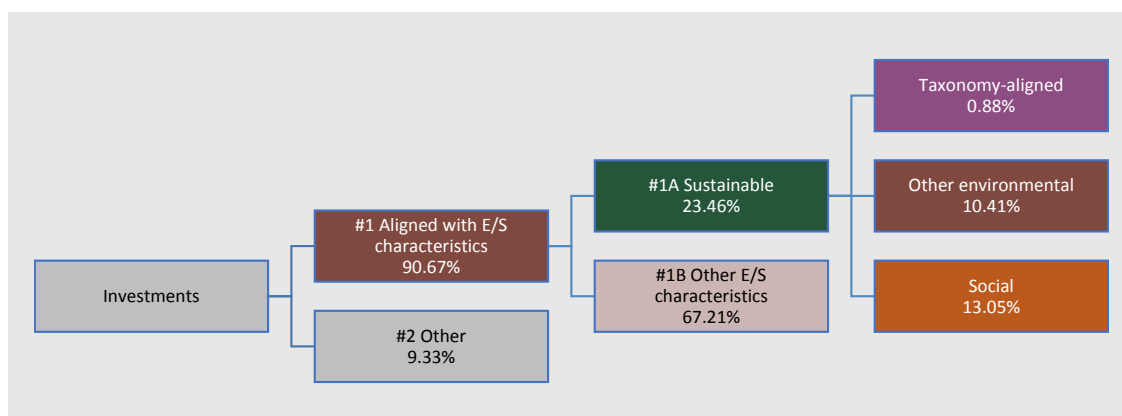 Investments
#1 Aligned with E/S
characteristics
90.67%
#2 Other
9.33%
#1A Sustainable
23.46%
#1B Other E/S
characteristics
67.21%
Taxonomy-aligned
0.88%
Other environmental
10.41%
Social
13.05%